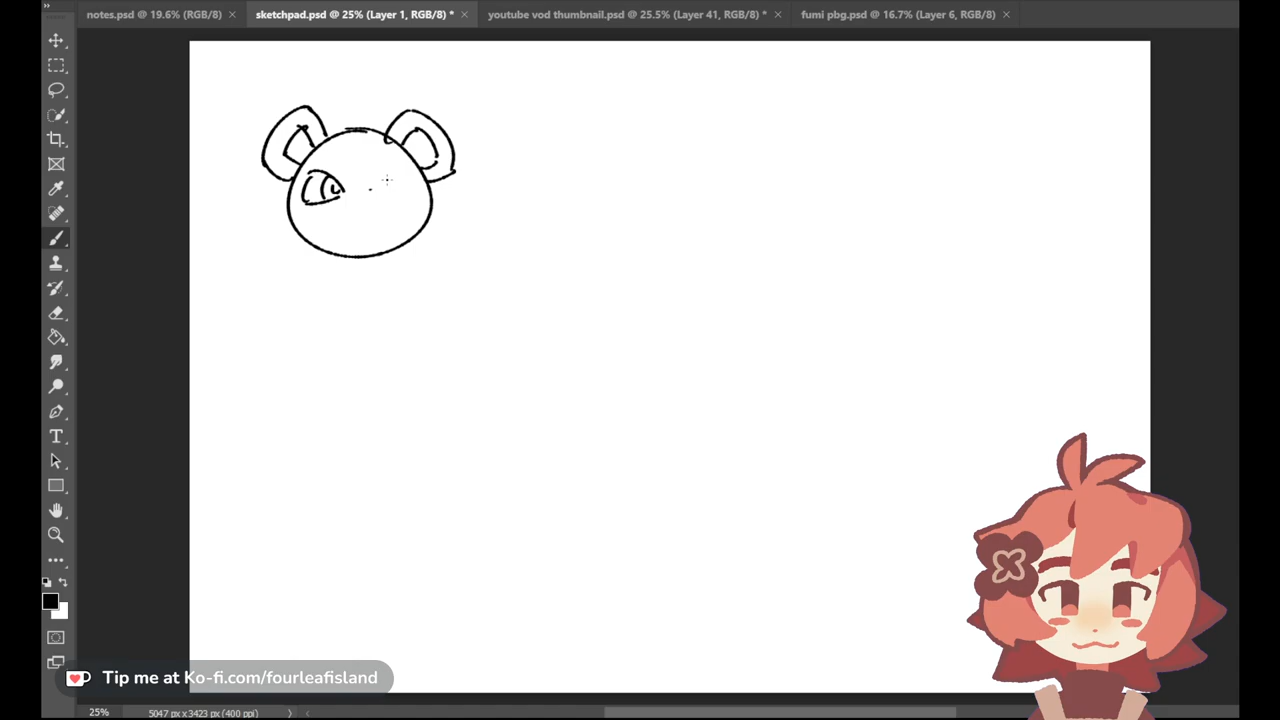 notes.psd @ 19.6% (RGB/8)
sketchpad.psd @ 25% (Layer 1, RGB/8) *
youtube vod thumbnail.psd @ 25.5% (Layer 41, RGB/8) *
fumi pbg.psd @ 16.7% (Layer 6, RGB/8)
Tip me at Ko-fi.com/fourleafisland
25%
5047 px x 3423 px (400 ppi)